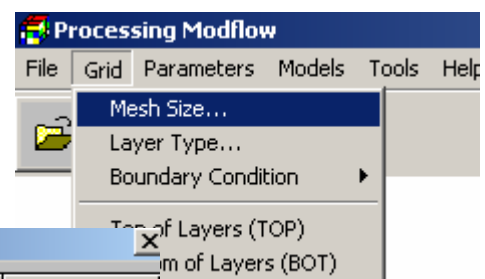 Processing Modflow
File Grid Parameters Models Tools Help
Mesh Size...
Layer Type...
Boundary Condition
of Layers (TOP)
of Layers (BOT)